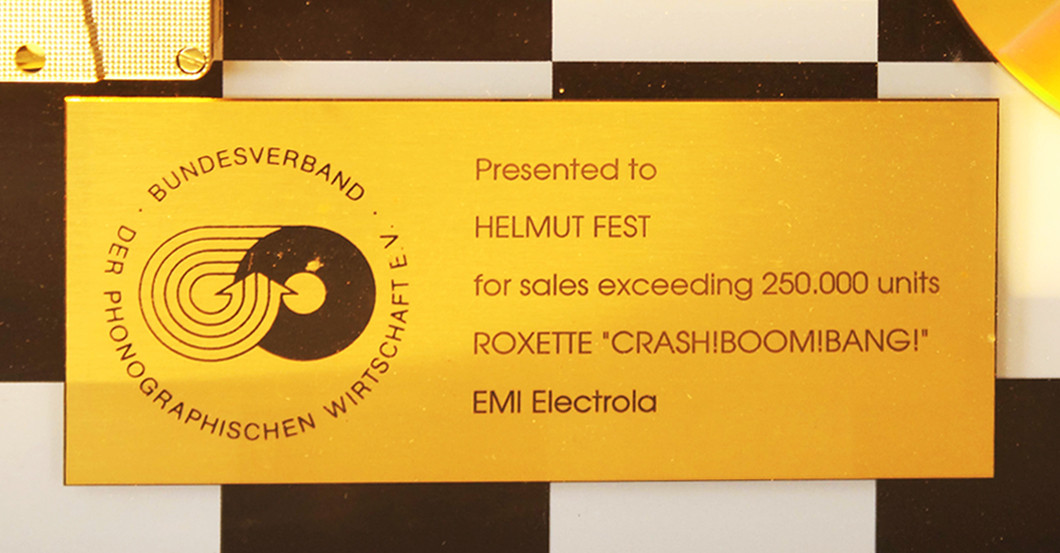 · BUNDESVERBAND ·
DER PHONOGRAPHISCHEN WIRTSCHAFT E.V.
Presented to
HELMUT FEST
for sales exceeding 250.000 units
ROXETTE "CRASH!BOOM!BANG!"
EMI Electrola